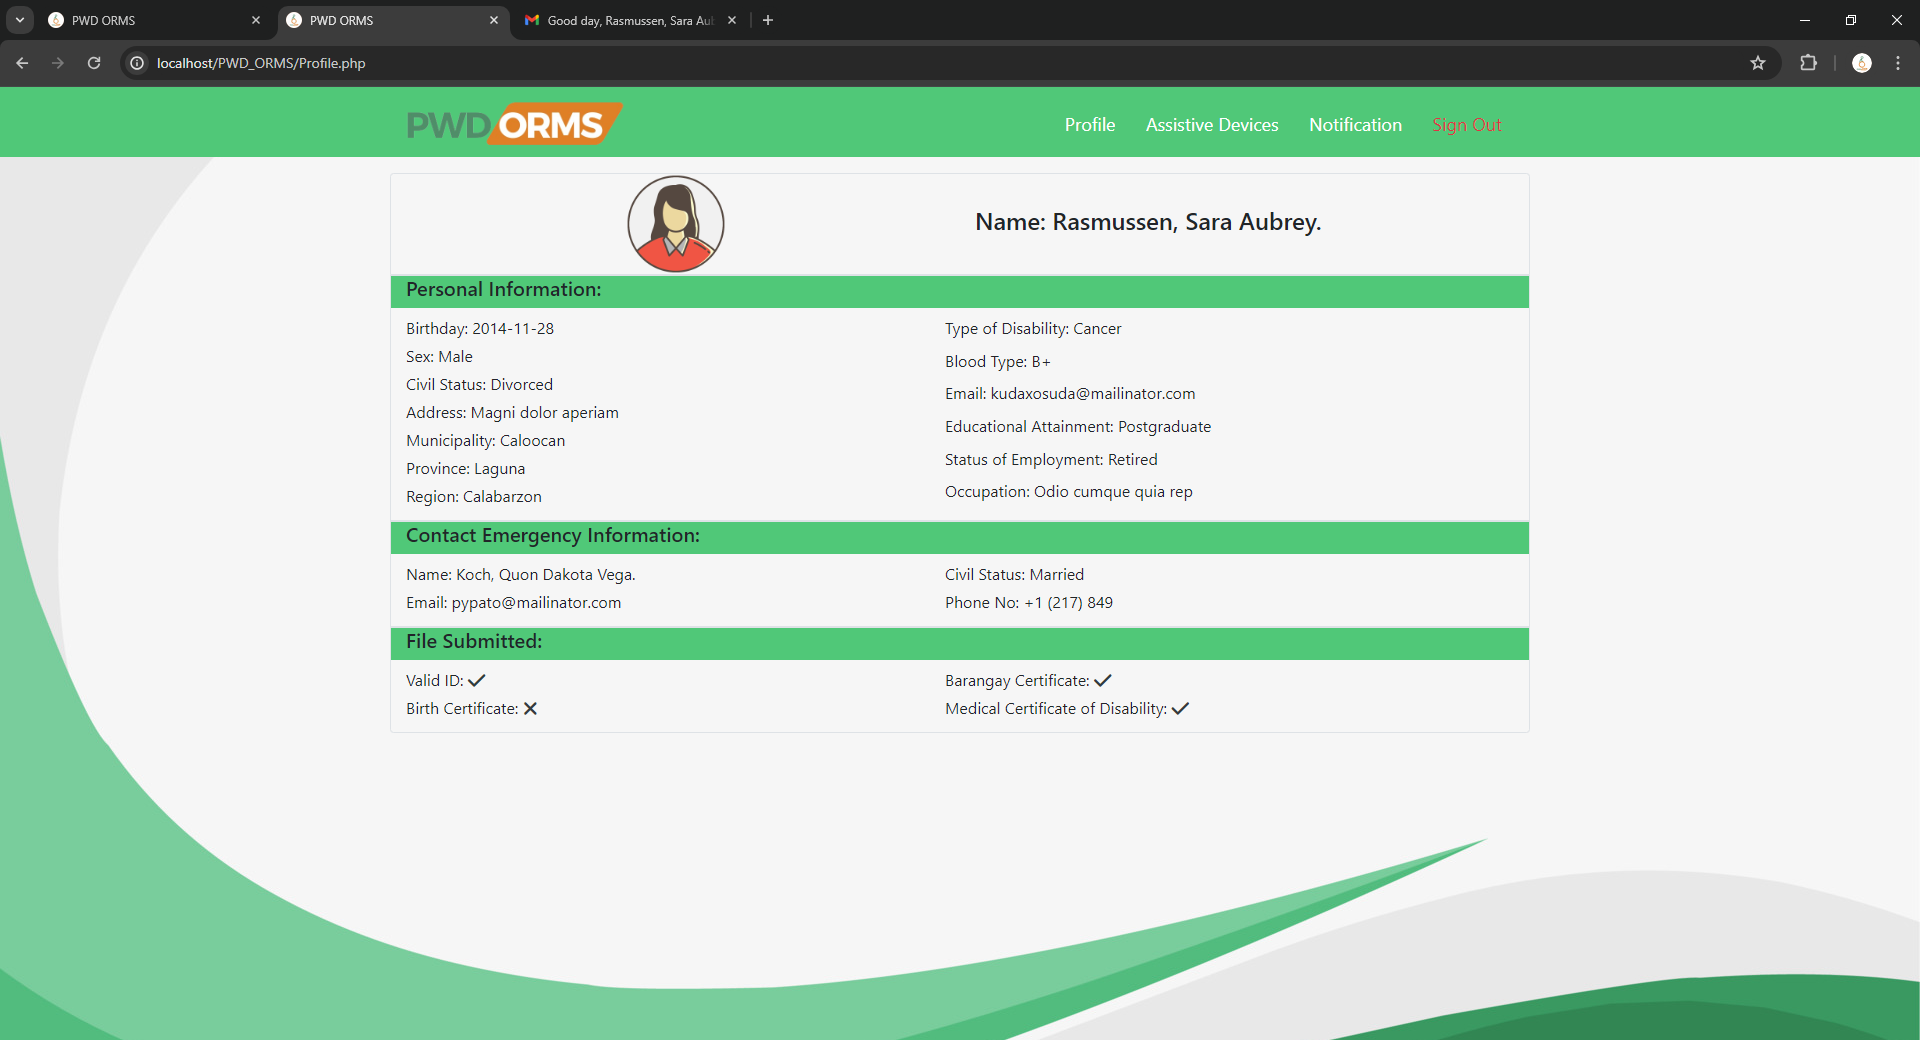 PWD ORMS
PWD ORMS
Good day, Rasmussen, Sara Au
localhost/PWD_ORMS/Profile.php
PWD ORMS
Profile
Assistive Devices
Notification
Sign Out
Name: Rasmussen, Sara Aubrey.
Personal Information:
Birthday: 2014-11-28
Sex: Male
Civil Status: Divorced
Address: Magni dolor aperiam
Municipality: Caloocan
Province: Laguna
Region: Calabarzon
Type of Disability: Cancer
Blood Type: B+
Email: kudaxosuda@mailinator.com
Educational Attainment: Postgraduate
Status of Employment: Retired
Occupation: Odio cumque quia rep
Contact Emergency Information:
Name: Koch, Quon Dakota Vega.
Email: pypato@mailinator.com
Civil Status: Married
Phone No: +1 (217) 849
File Submitted:
Valid ID:
Birth Certificate:
Barangay Certificate:
Medical Certificate of Disability: